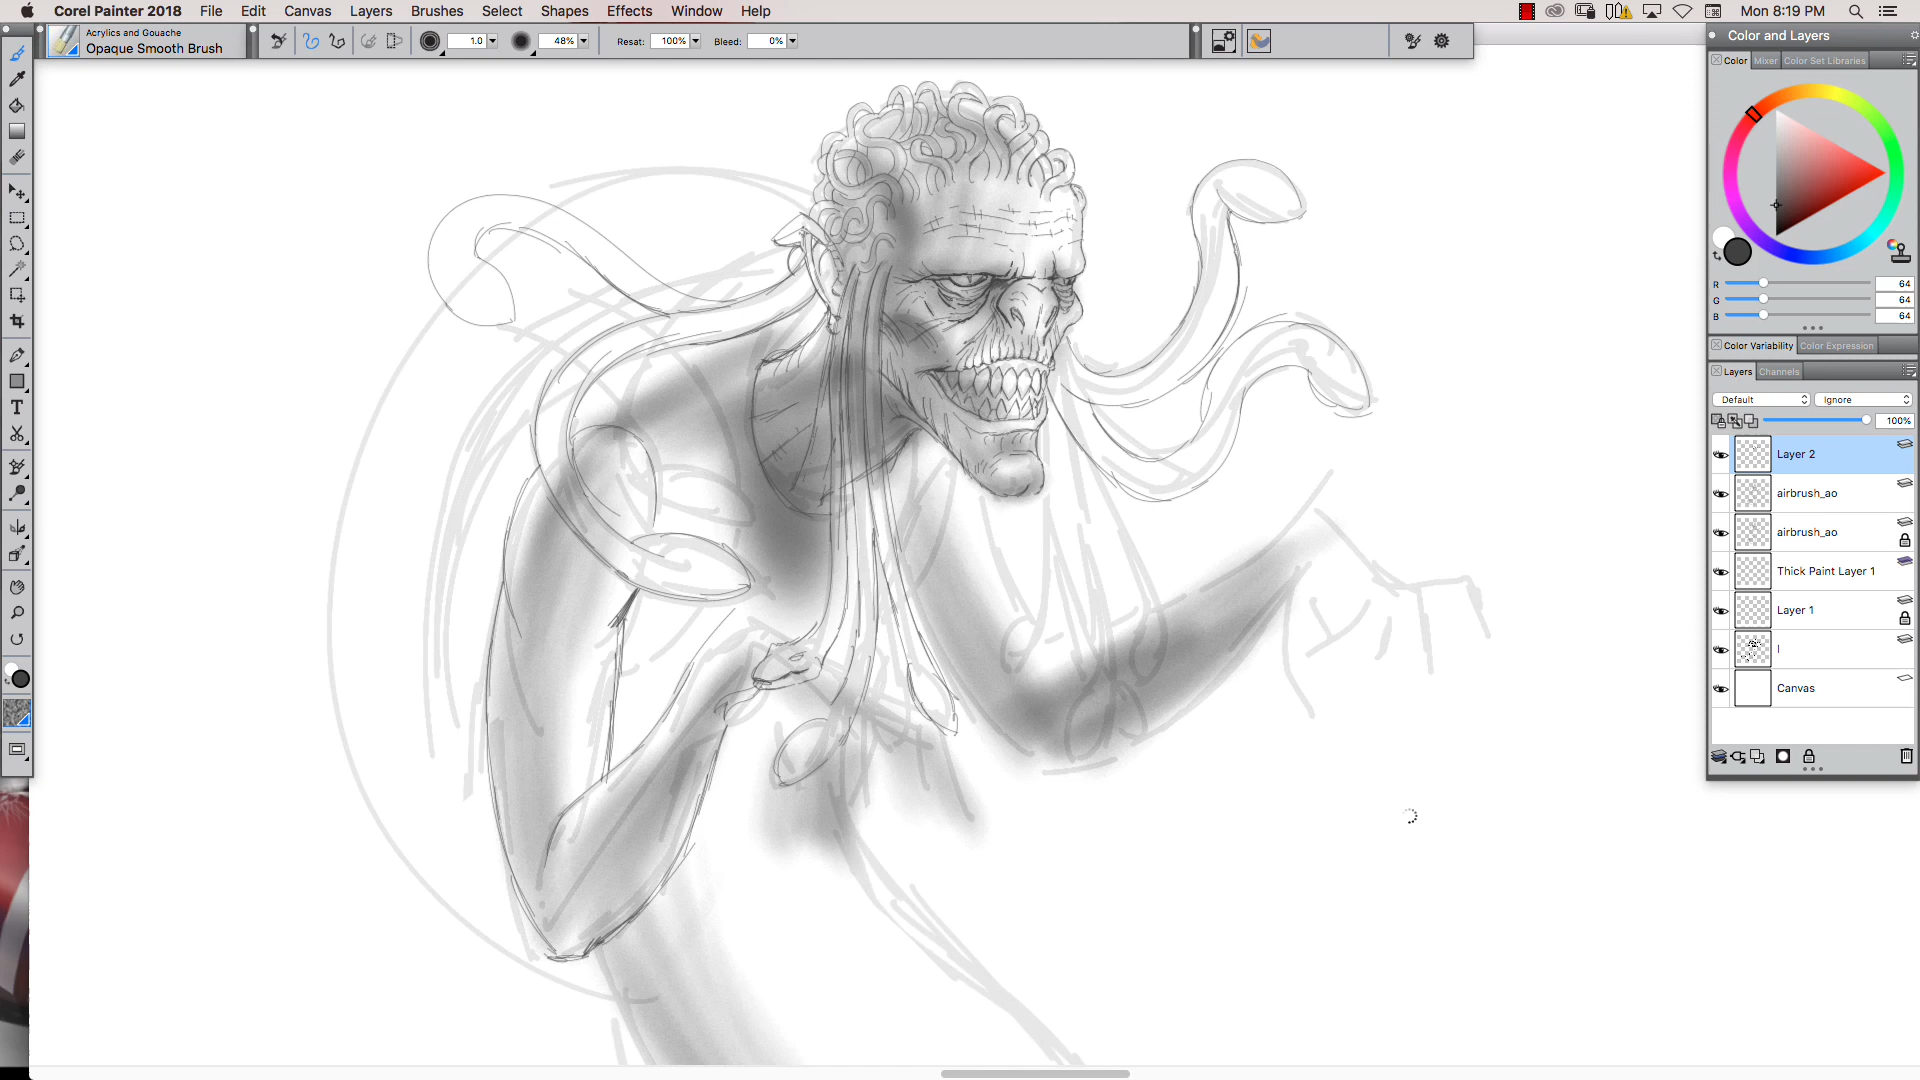 Corel Painter 2018 File Edit Canvas Layers Brushes Select Shapes Effects Window Help Mon 8:19 PM
Acrylics and Gouache
Opaque Smooth Brush
1.0 48% Resat: 100% Bleed: 0%
Color and Layers
Color Mixer Color Set Libraries
R 64
G 64
B 64
Color Variability Color Expression
Layers Channels
Default Ignore
100%
Layer 2
airbrush_ao
airbrush_ao
Thick Paint Layer 1
Layer 1
l
Canvas
T